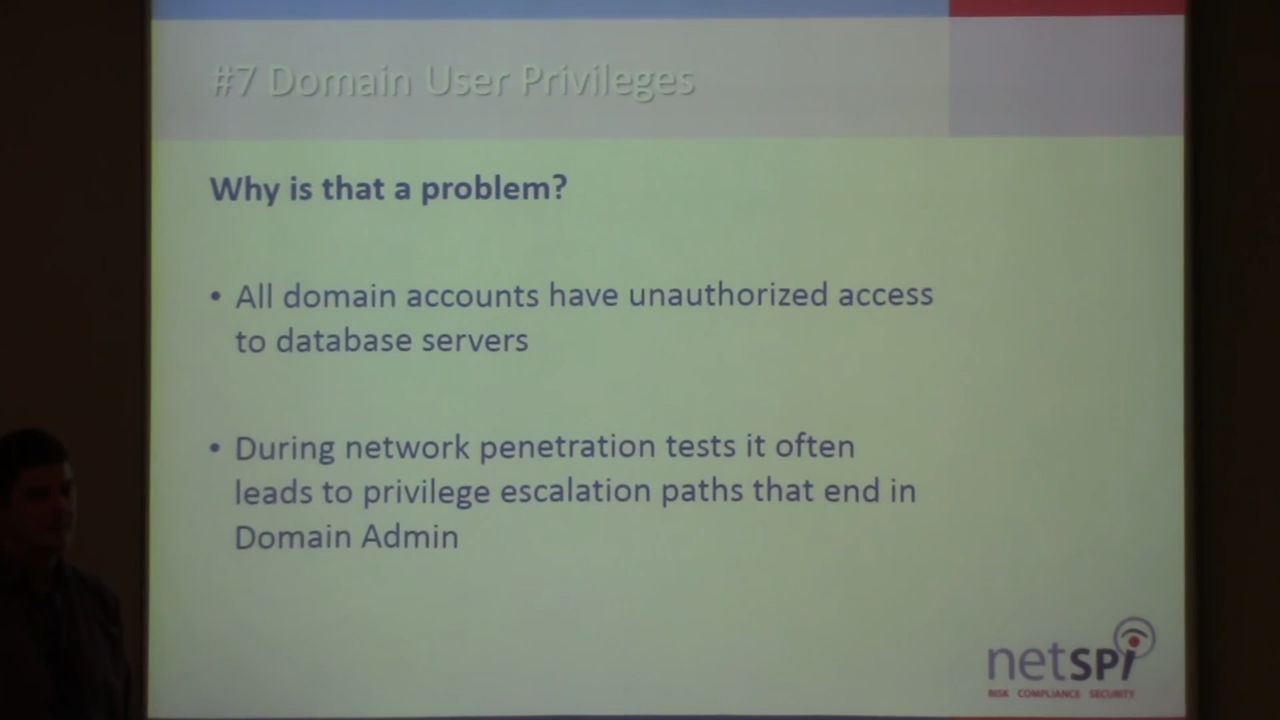 #7 Domain User Privileges
Why is that a problem?
• All domain accounts have unauthorized access
to database servers
• During network penetration tests it often
leads to privilege escalation paths that end in
Domain Admin
netSPi
RISK COMPLIANCE SECURITY